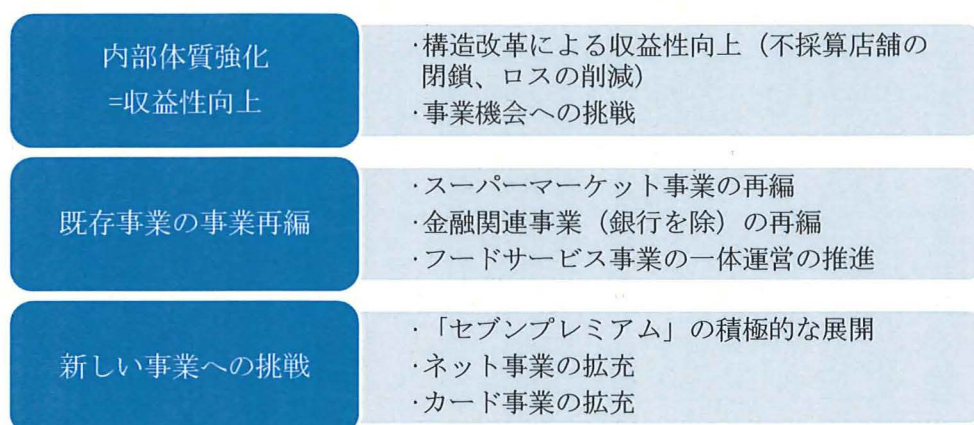 内部体質強化
=収益性向上
·構造改革による収益性向上（不採算店舗の
閉鎖、ロスの削減）
·事業機会への挑戦
既存事業の事業再編
·スーパーマーケット事業の再編
·金融関連事業（銀行を除）の再編
·フードサービス事業の一体運営の推進
新しい事業への挑戦
·「セブンプレミアム」の積極的な展開
·ネット事業の拡充
·カード事業の拡充